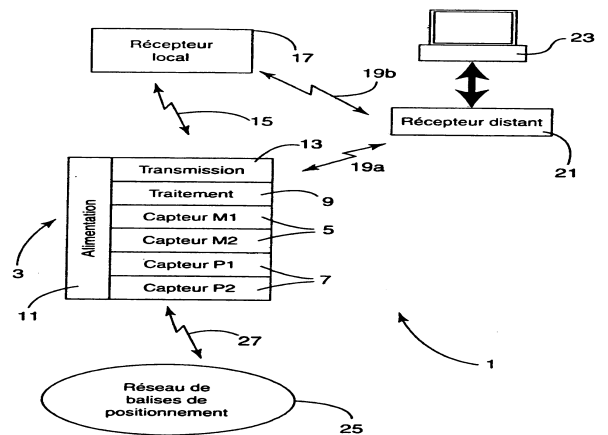 Récepteur
local
17
23
19b
15
Récepteur distant
13
19a
21
Transmission
Traitement
9
Alimentation
Capteur M1
5
Capteur M2
3
Capteur P1
7
Capteur P2
11
27
1
Réseau de
balises de
positionnement
25